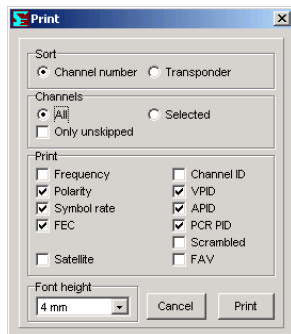 Print
Sort
Channel number Transponder
Channels
All Selected
Only unskipped
Print
Frequency Channel ID
Polarity VPID
Symbol rate APID
FEC PCR PID
Scrambled
Satellite FAV
Font height
4 mm Cancel Print